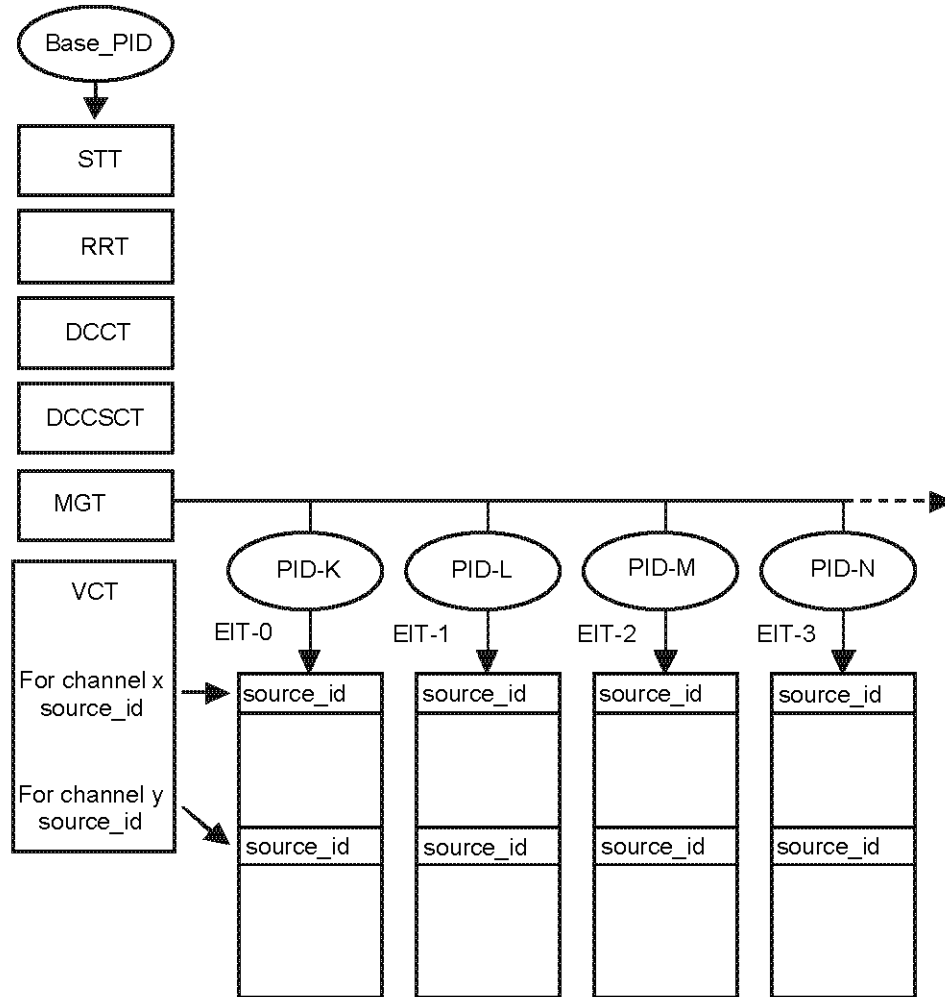 Base_PID
STT
RRT
DCCT
DCCSCT
MGT
PID-K
PID-L
PID-M
PID-N
VCT
EIT-0
EIT-1
EIT-2
EIT-3
For channel x
source_id
source_id
source_id
source_id
source_id
For channel y
source_id
source_id
source_id
source_id
source_id